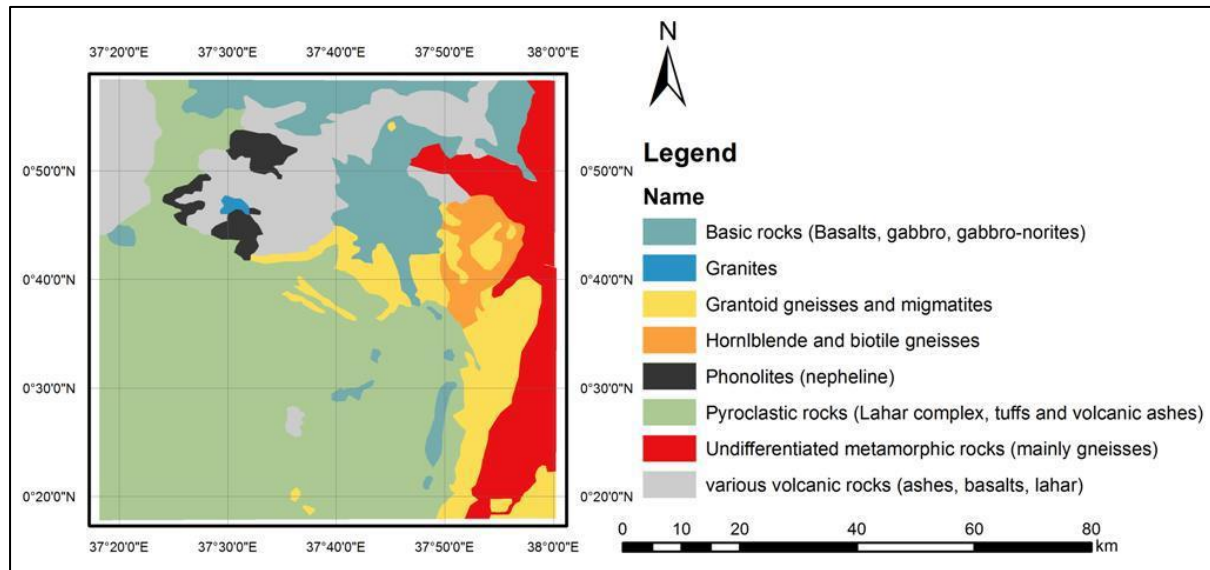 N
37°20'0"E 37°30'0"E 37°40'0"E 37°50'0"E 38°0'0"E
0°50'0"N 0°50'0"N
0°40'0"N 0°40'0"N
0°30'0"N 0°30'0"N
0°20'0"N 0°20'0"N
37°20'0"E 37°30'0"E 37°40'0"E 37°50'0"E 38°0'0"E
Legend
Name
Basic rocks (Basalts, gabbro, gabbro-norites)
Granites
Grantoid gneisses and migmatites
Hornlblende and biotile gneisses
Phonolites (nepheline)
Pyroclastic rocks (Lahar complex, tuffs and volcanic ashes)
Undifferentiated metamorphic rocks (mainly gneisses)
various volcanic rocks (ashes, basalts, lahar)
0 10 20 40 60 80
km